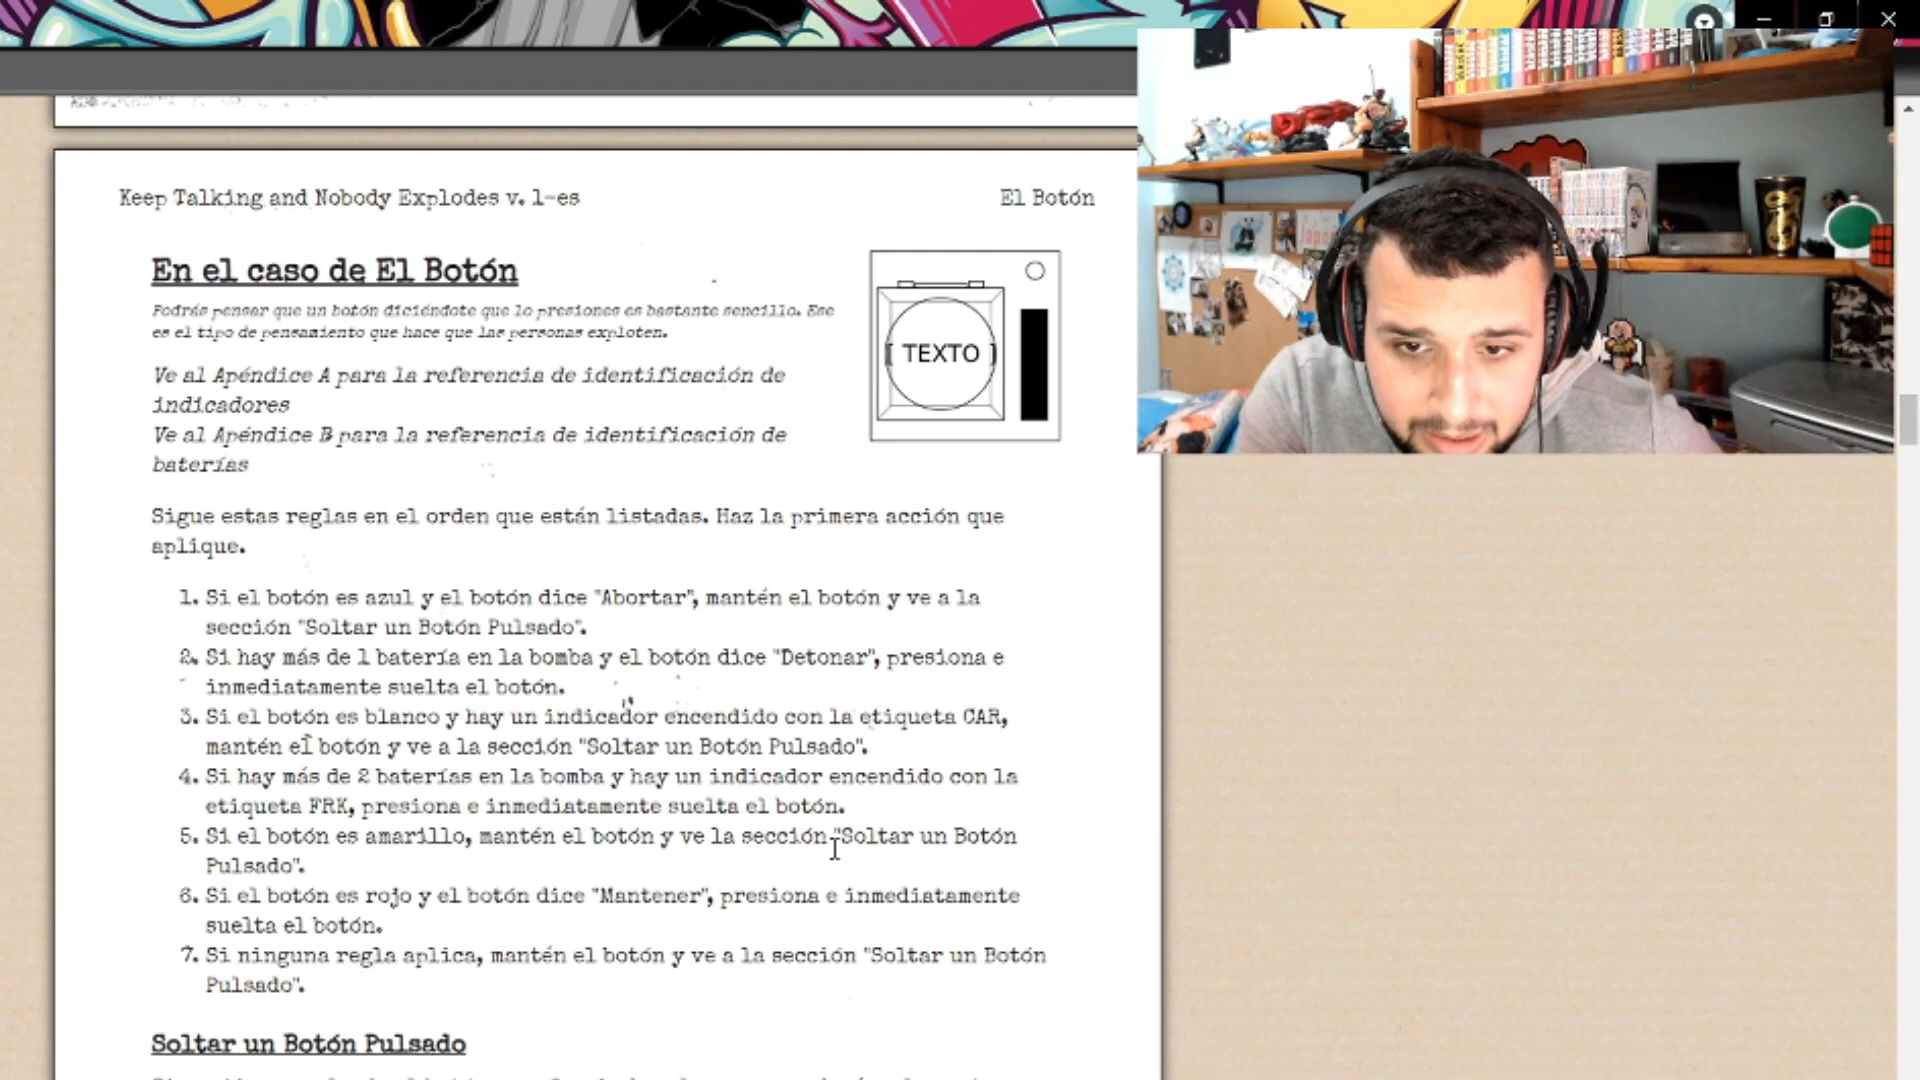 Keep Talking and Nobody Explodes v. 1-es
El Botón
En el caso de El Botón
Podrás pensar que un botón diciéndote que lo presiones es bastante sencillo. Ese
es el tipo de pensamiento que hace que las personas exploten.
TEXTO
Ve al Apéndice A para la referencia de identificación de
indicadores
Ve al Apéndice B para la referencia de identificación de
baterías
Sigue estas reglas en el orden que están listadas. Haz la primera acción que
aplique.
1. Si el botón es azul y el botón dice "Abortar", mantén el botón y ve a la
sección "Soltar un Botón Pulsado".
2. Si hay más de 1 batería en la bomba y el botón dice "Detonar", presiona e
inmediatamente suelta el botón.
3. Si el botón es blanco y hay un indicador encendido con la etiqueta CAR,
mantén el botón y ve a la sección "Soltar un Botón Pulsado".
4. Si hay más de 2 baterías en la bomba y hay un indicador encendido con la
etiqueta FRK, presiona e inmediatamente suelta el botón.
5. Si el botón es amarillo, mantén el botón y ve la sección "Soltar un Botón
Pulsado".
6. Si el botón es rojo y el botón dice "Mantener", presiona e inmediatamente
suelta el botón.
7. Si ninguna regla aplica, mantén el botón y ve a la sección "Soltar un Botón
Pulsado".
Soltar un Botón Pulsado